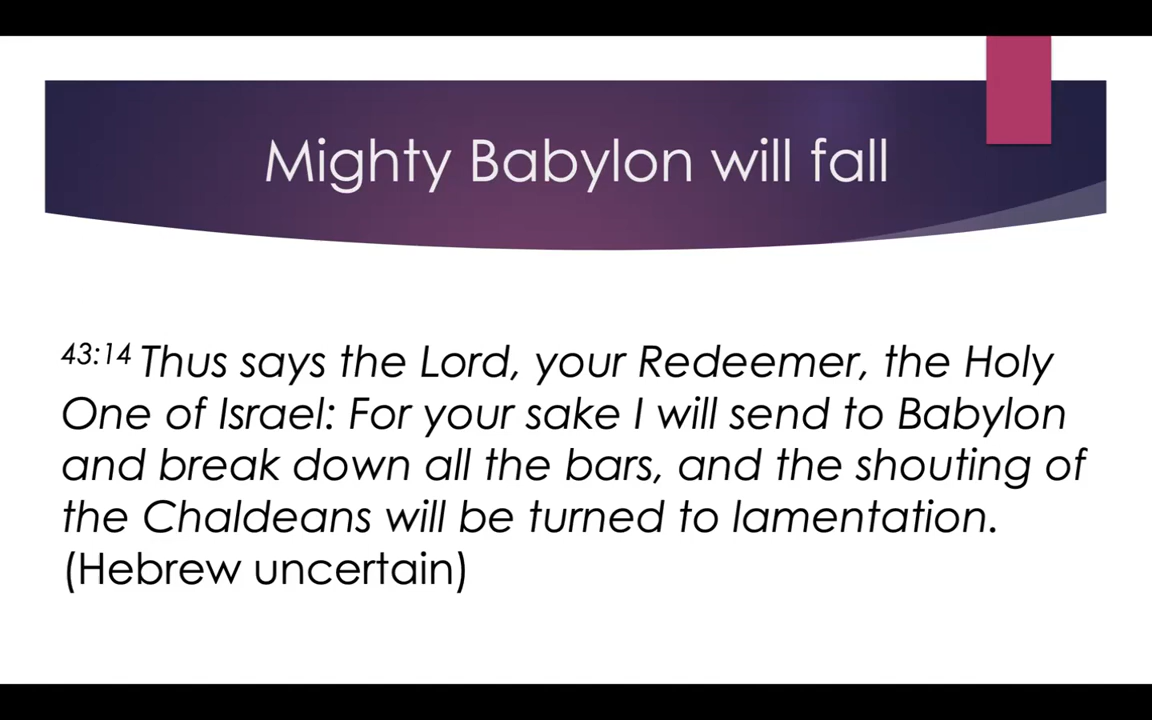 Mighty Babylon will fall
43:14 Thus says the Lord, your Redeemer, the Holy
One of Israel: For your sake I will send to Babylon
and break down all the bars, and the shouting of
the Chaldeans will be turned to lamentation.
(Hebrew uncertain)